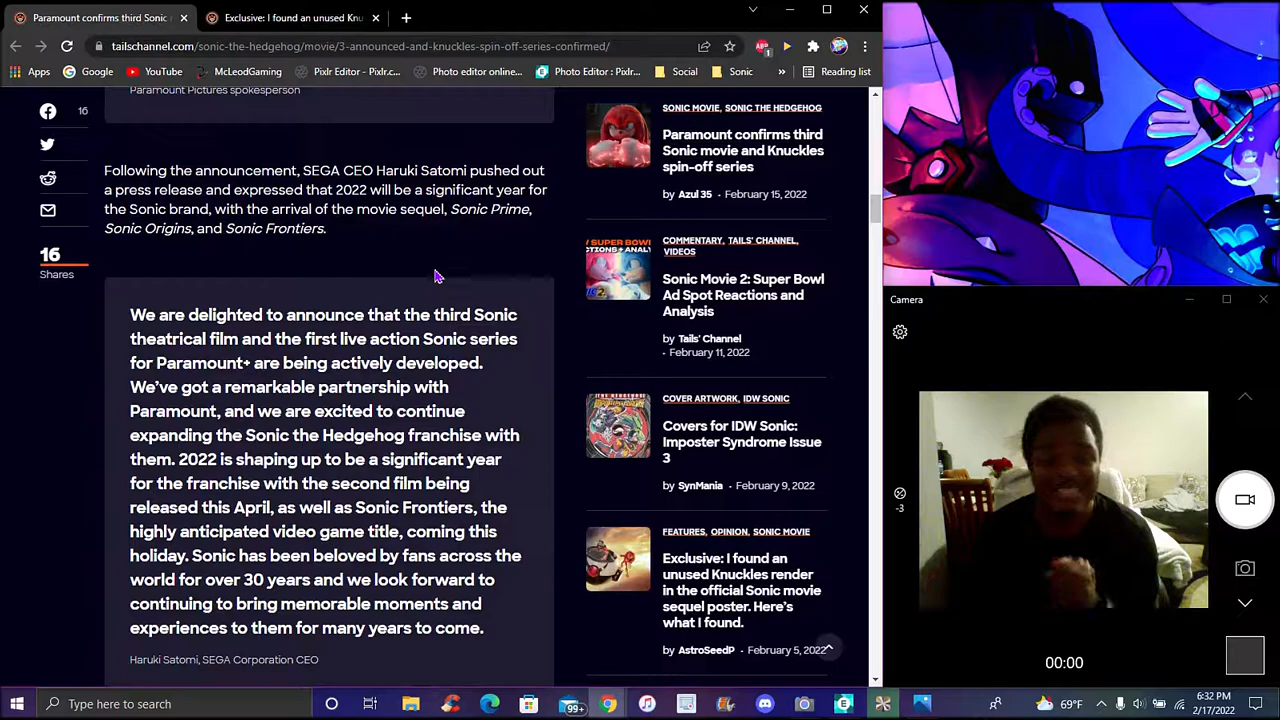 Paramount confirms third Sonic
Exclusive: I found an unused Knu
tailschannel.com/sonic-the-hedgehog/movie/3-announced-and-knuckles-spin-off-series-confirmed/
ABP
1
Apps
Google
YouTube
McLeodGaming
Pixlr Editor - Pixlr.c...
Photo editor online...
Photo Editor : Pixlr...
Social
Sonic
»
Reading list
Paramount Pictures spokesperson
16
Following the announcement, SEGA CEO Haruki Satomi pushed out
a press release and expressed that 2022 will be a significant year for
the Sonic brand, with the arrival of the movie sequel, Sonic Prime,
Sonic Origins, and Sonic Frontiers.
16
Shares
We are delighted to announce that the third Sonic
theatrical film and the first live action Sonic series
for Paramount+ are being actively developed.
We've got a remarkable partnership with
Paramount, and we are excited to continue
expanding the Sonic the Hedgehog franchise with
them. 2022 is shaping up to be a significant year
for the franchise with the second film being
released this April, as well as Sonic Frontiers, the
highly anticipated video game title, coming this
holiday. Sonic has been beloved by fans across the
world for over 30 years and we look forward to
continuing to bring memorable moments and
experiences to them for many years to come.
Haruki Satomi, SEGA Corporation CEO
SONIC MOVIE, SONIC THE HEDGEHOG
Paramount confirms third
Sonic movie and Knuckles
spin-off series
by Azul 35 - February 15, 2022
COMMENTARY, TAILS' CHANNEL,
VIDEOS
Sonic Movie 2: Super Bowl
Ad Spot Reactions and
Analysis
by Tails' Channel
- February 11, 2022
COVER ARTWORK, IDW SONIC
Covers for IDW Sonic:
Imposter Syndrome Issue
3
by SynMania - February 9, 2022
FEATURES, OPINION, SONIC MOVIE
Exclusive: I found an
unused Knuckles render
in the official Sonic movie
sequel poster. Here's
what I found.
by AstroSeedP - February 5, 2022
Camera
-3
00:00
Type here to search
99+
69°F
6:32 PM
2/17/2022